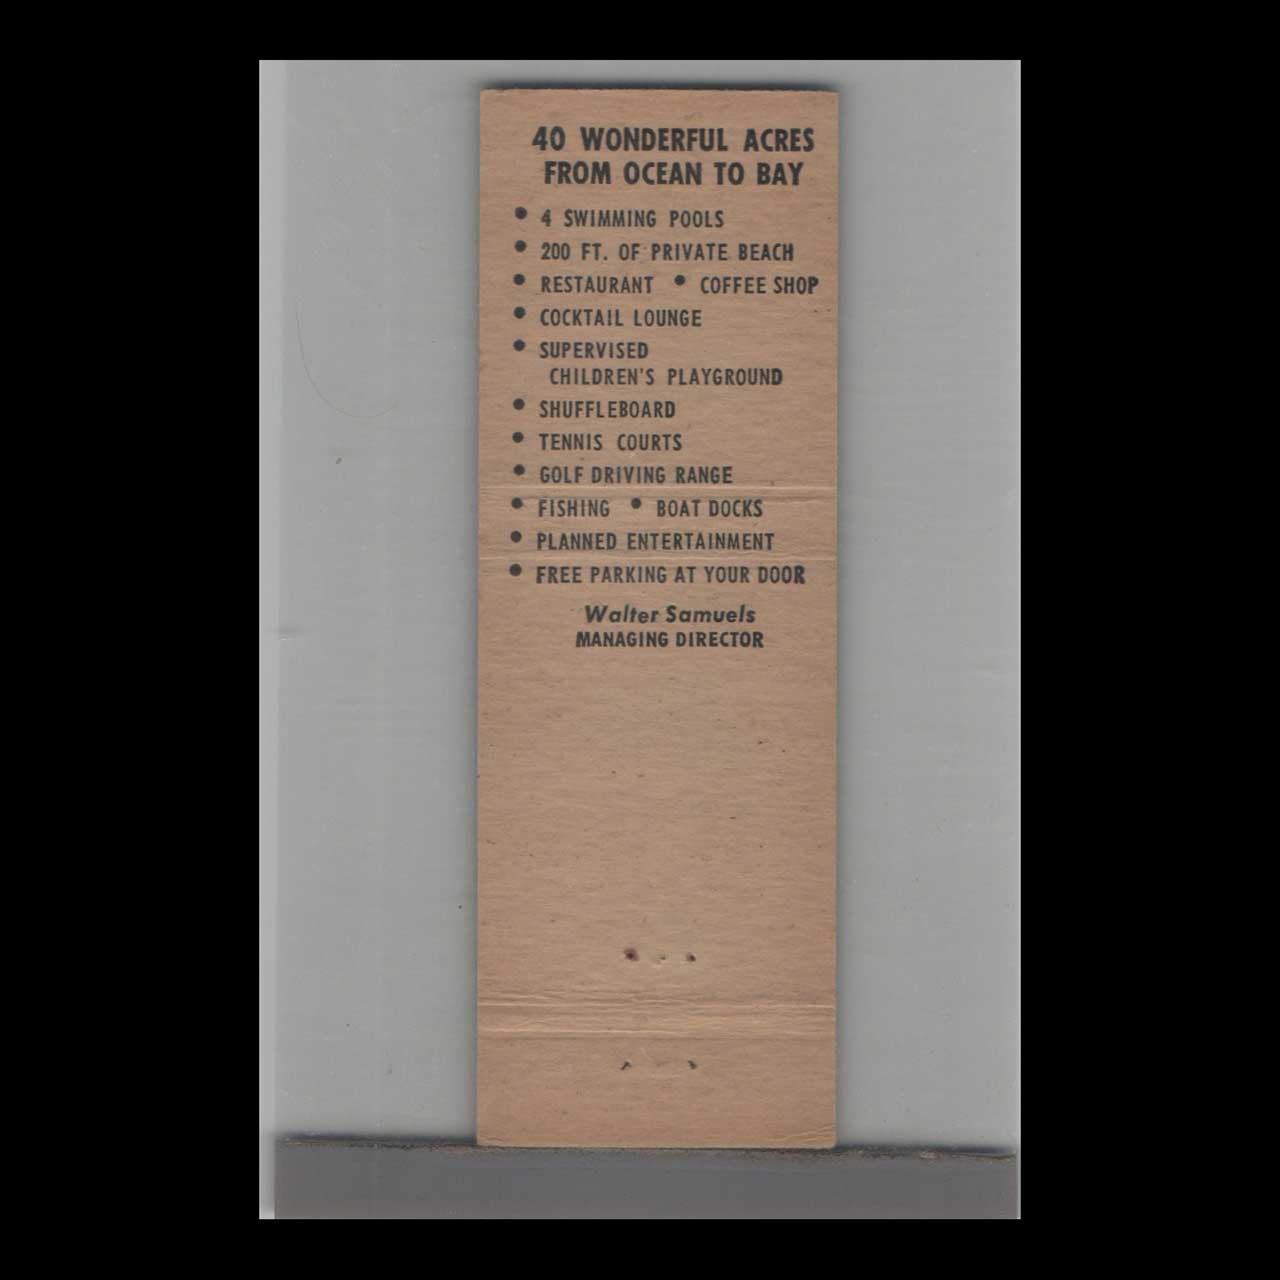 40 WONDERFUL ACRES
FROM OCEAN TO BAY
• 4 SWIMMING POOLS
• 200 FT. OF PRIVATE BEACH
• RESTAURANT • COFFEE SHOP
• COCKTAIL LOUNGE
• SUPERVISED
CHILDREN'S PLAYGROUND
• SHUFFLEBOARD
• TENNIS COURTS
• GOLF DRIVING RANGE
• FISHING • BOAT DOCKS
• PLANNED ENTERTAINMENT
• FREE PARKING AT YOUR DOOR
Walter Samuels
MANAGING DIRECTOR